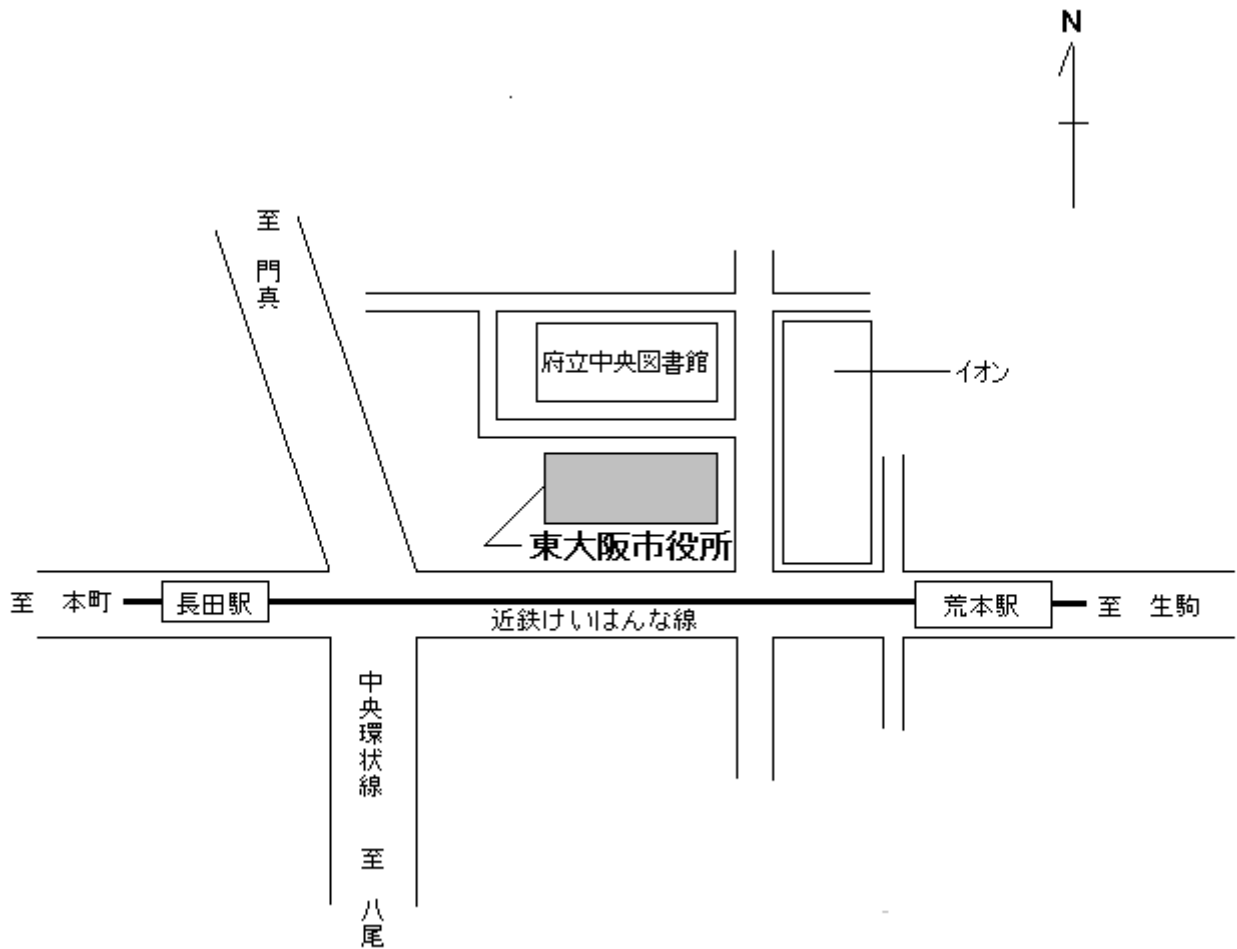 N
至 門真
府立中央図書館
イオン
東大阪市役所
至 本町
長田駅
近鉄けいはんな線
荒本駅
至 生駒
中央環状線 至 八尾